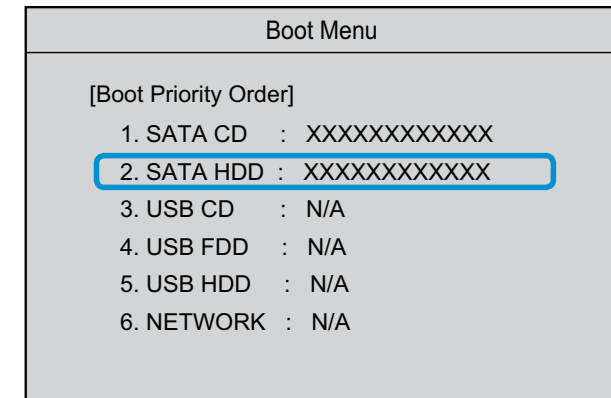 Boot Menu
[Boot Priority Order]
1. SATA CD : XXXXXXXXXXXX
2. SATA HDD : XXXXXXXXXXXX
3. USB CD : N/A
4. USB FDD : N/A
5. USB HDD : N/A
6. NETWORK : N/A